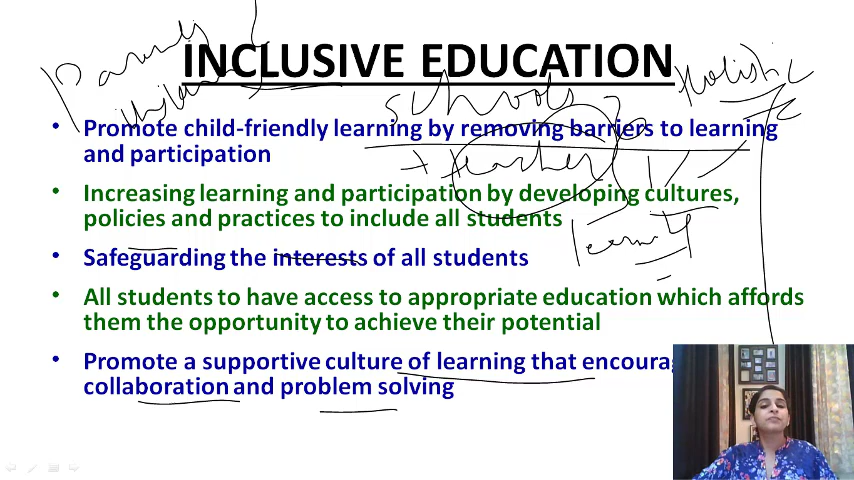 INCLUSIVE EDUCATION
Holistic
schools
• Promote child-friendly learning by removing barriers to learning
and participation
+ teacher
• Increasing learning and participation by developing cultures,
policies and practices to include all students
learning
• Safeguarding the interests of all students
• All students to have access to appropriate education which affords
them the opportunity to achieve their potential
• Promote a supportive culture of learning that
collaboration and problem solving